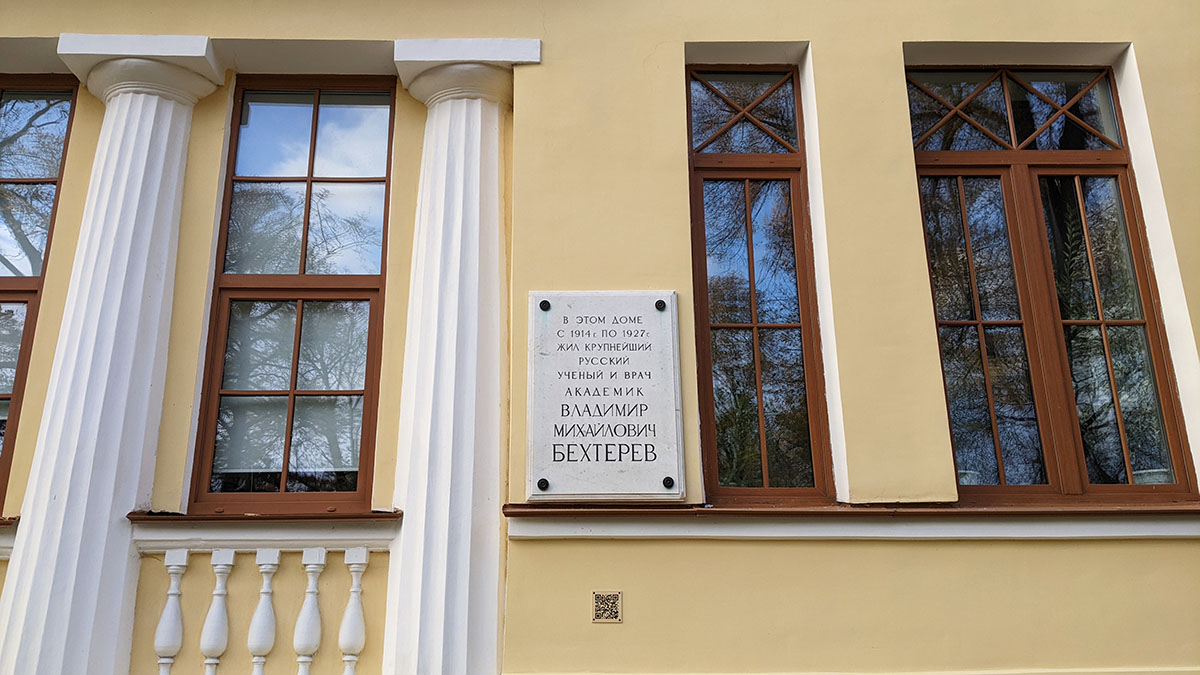 В ЭТОМ ДОМЕ
С 1914 г. ПО 1927 г.
ЖИЛ КРУПНЕЙШИЙ
РУССКИЙ
УЧЕНЫЙ И ВРАЧ
АКАДЕМИК
ВЛАДИМИР
МИХАЙЛОВИЧ
БЕХТЕРЕВ